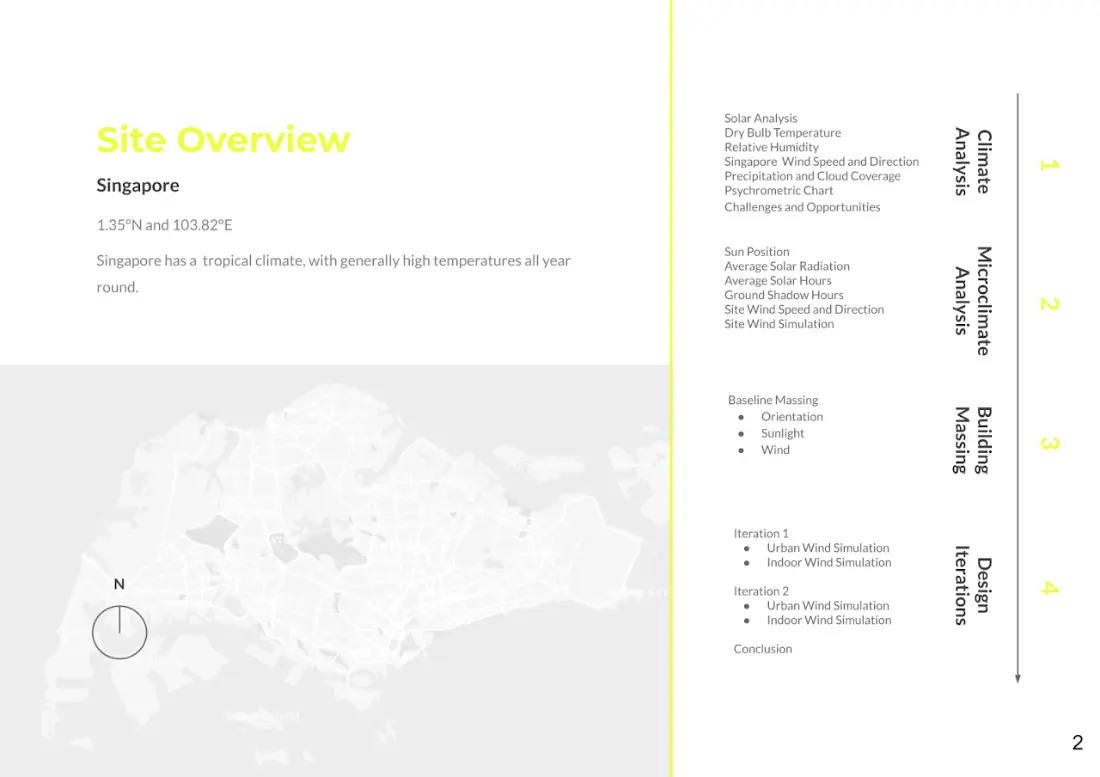 Site Overview
Singapore
1.35°N and 103.82°E
Singapore has a tropical climate, with generally high temperatures all year
round.
N
Solar Analysis
Dry Bulb Temperature
Relative Humidity
Singapore Wind Speed and Direction
Precipitation and Cloud Coverage
Psychrometric Chart
Challenges and Opportunities
Climate
Analysis
1
Sun Position
Average Solar Radiation
Average Solar Hours
Ground Shadow Hours
Site Wind Speed and Direction
Site Wind Simulation
Microclimate
Analysis
2
Baseline Massing
● Orientation
● Sunlight
● Wind
Building
Massing
3
Iteration 1
● Urban Wind Simulation
● Indoor Wind Simulation
Iteration 2
● Urban Wind Simulation
● Indoor Wind Simulation
Conclusion
Design
Iterations
4
2